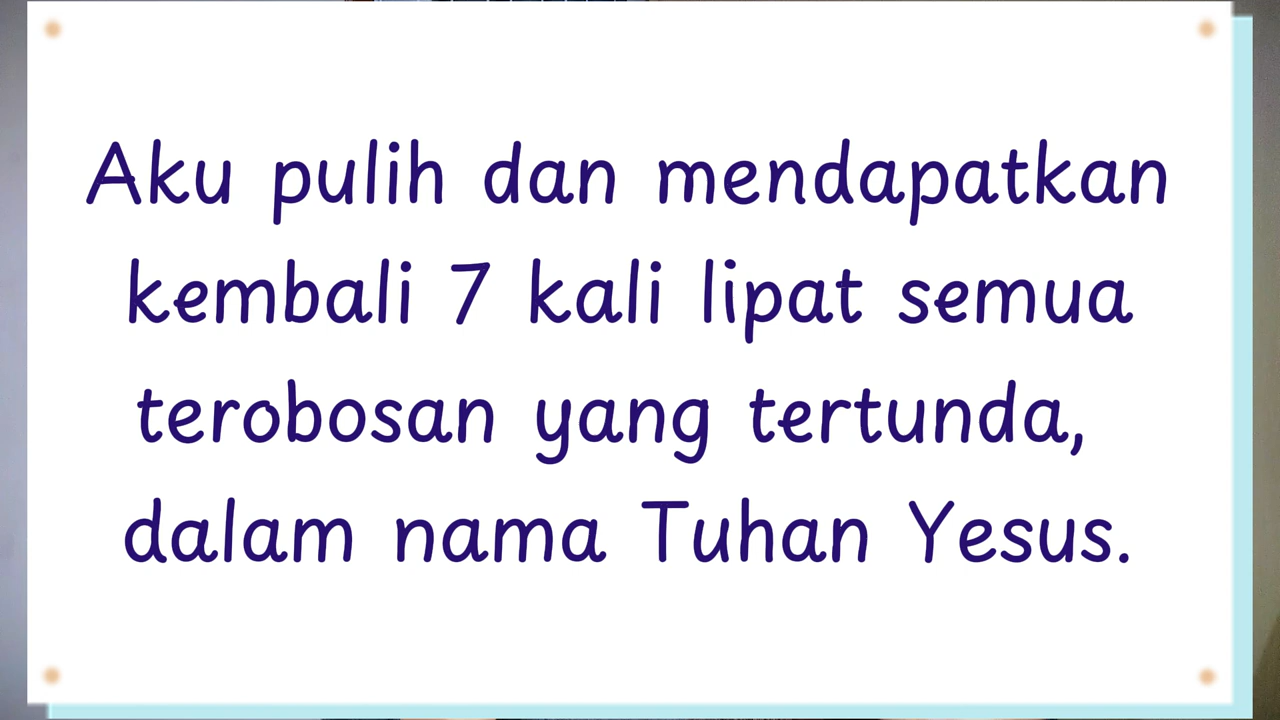 Aku pulih dan mendapatkan
kembali 7 kali lipat semua
terobosan yang tertunda,
dalam nama Tuhan Yesus.